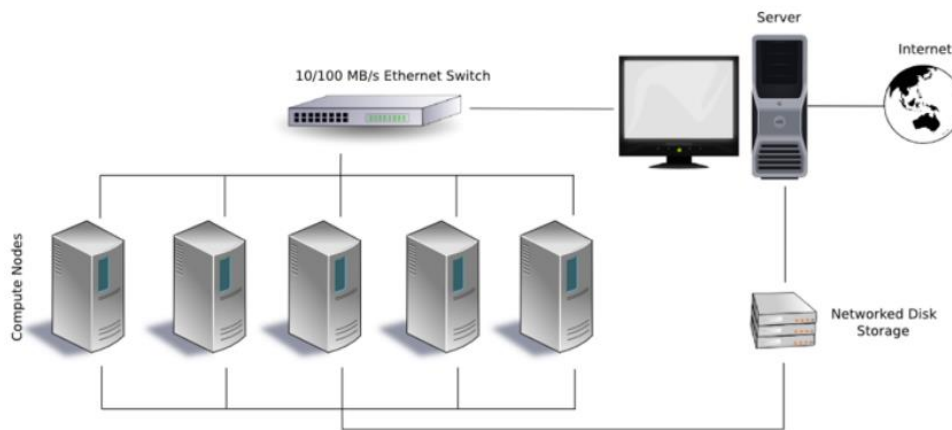 Server
Internet
10/100 MB/s Ethernet Switch
Compute Nodes
Networked Disk
Storage